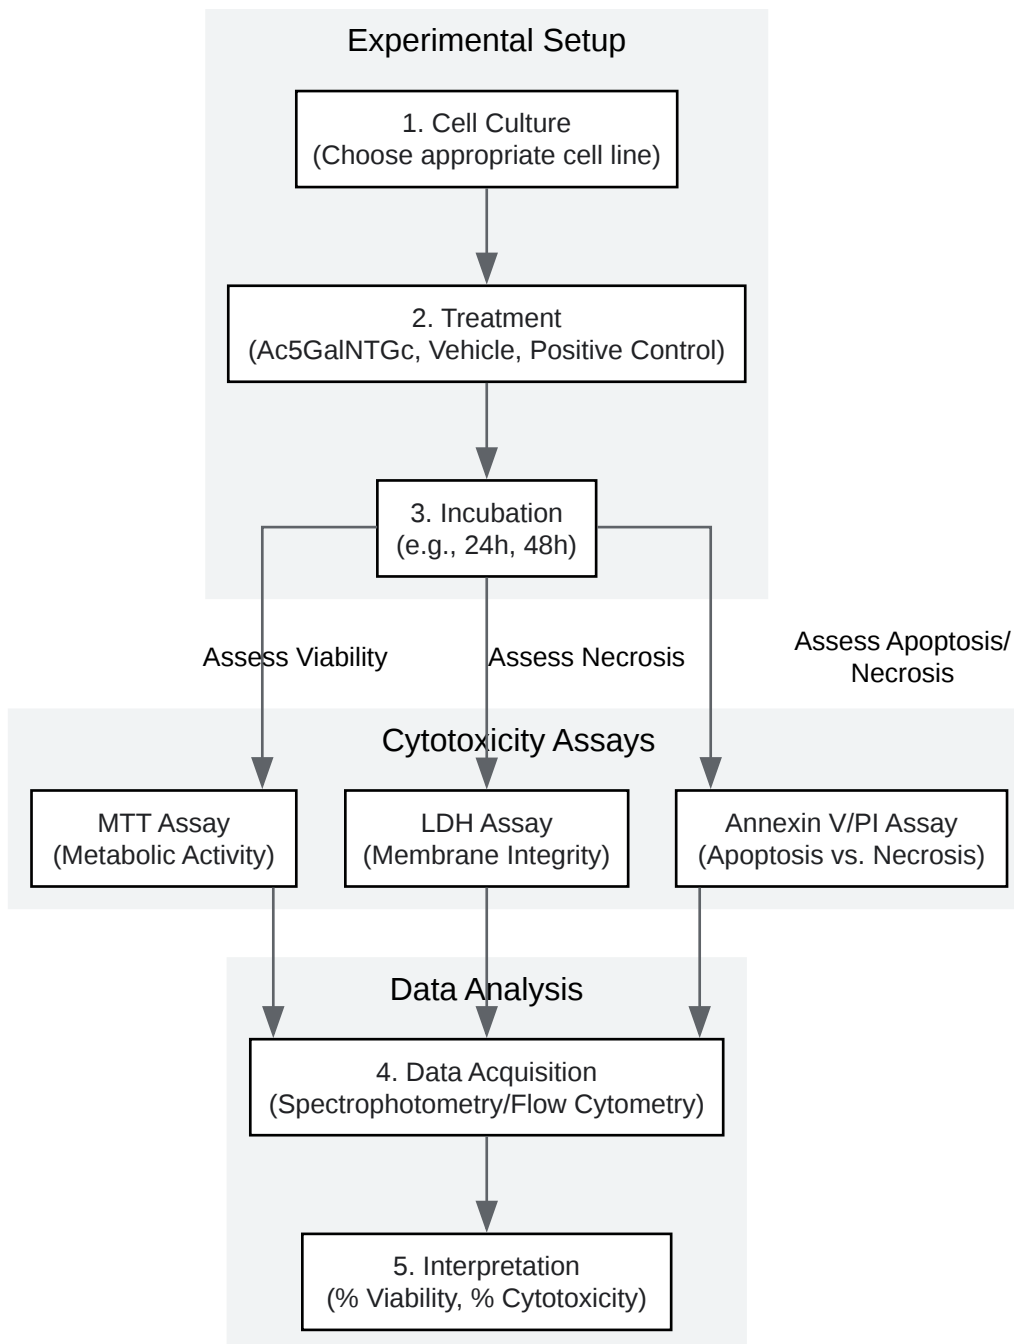 Experimental Setup
1. Cell Culture
(Choose appropriate cell line)
2. Treatment
(Ac5GalNTGc, Vehicle, Positive Control)
3. Incubation
(e.g., 24h, 48h)
Assess Viability
Assess Necrosis
Assess Apoptosis/
Necrosis
Cytotoxicity Assays
MTT Assay
(Metabolic Activity)
LDH Assay
(Membrane Integrity)
Annexin V/PI Assay
(Apoptosis vs. Necrosis)
Data Analysis
4. Data Acquisition
(Spectrophotometry/Flow Cytometry)
5. Interpretation
(% Viability, % Cytotoxicity)